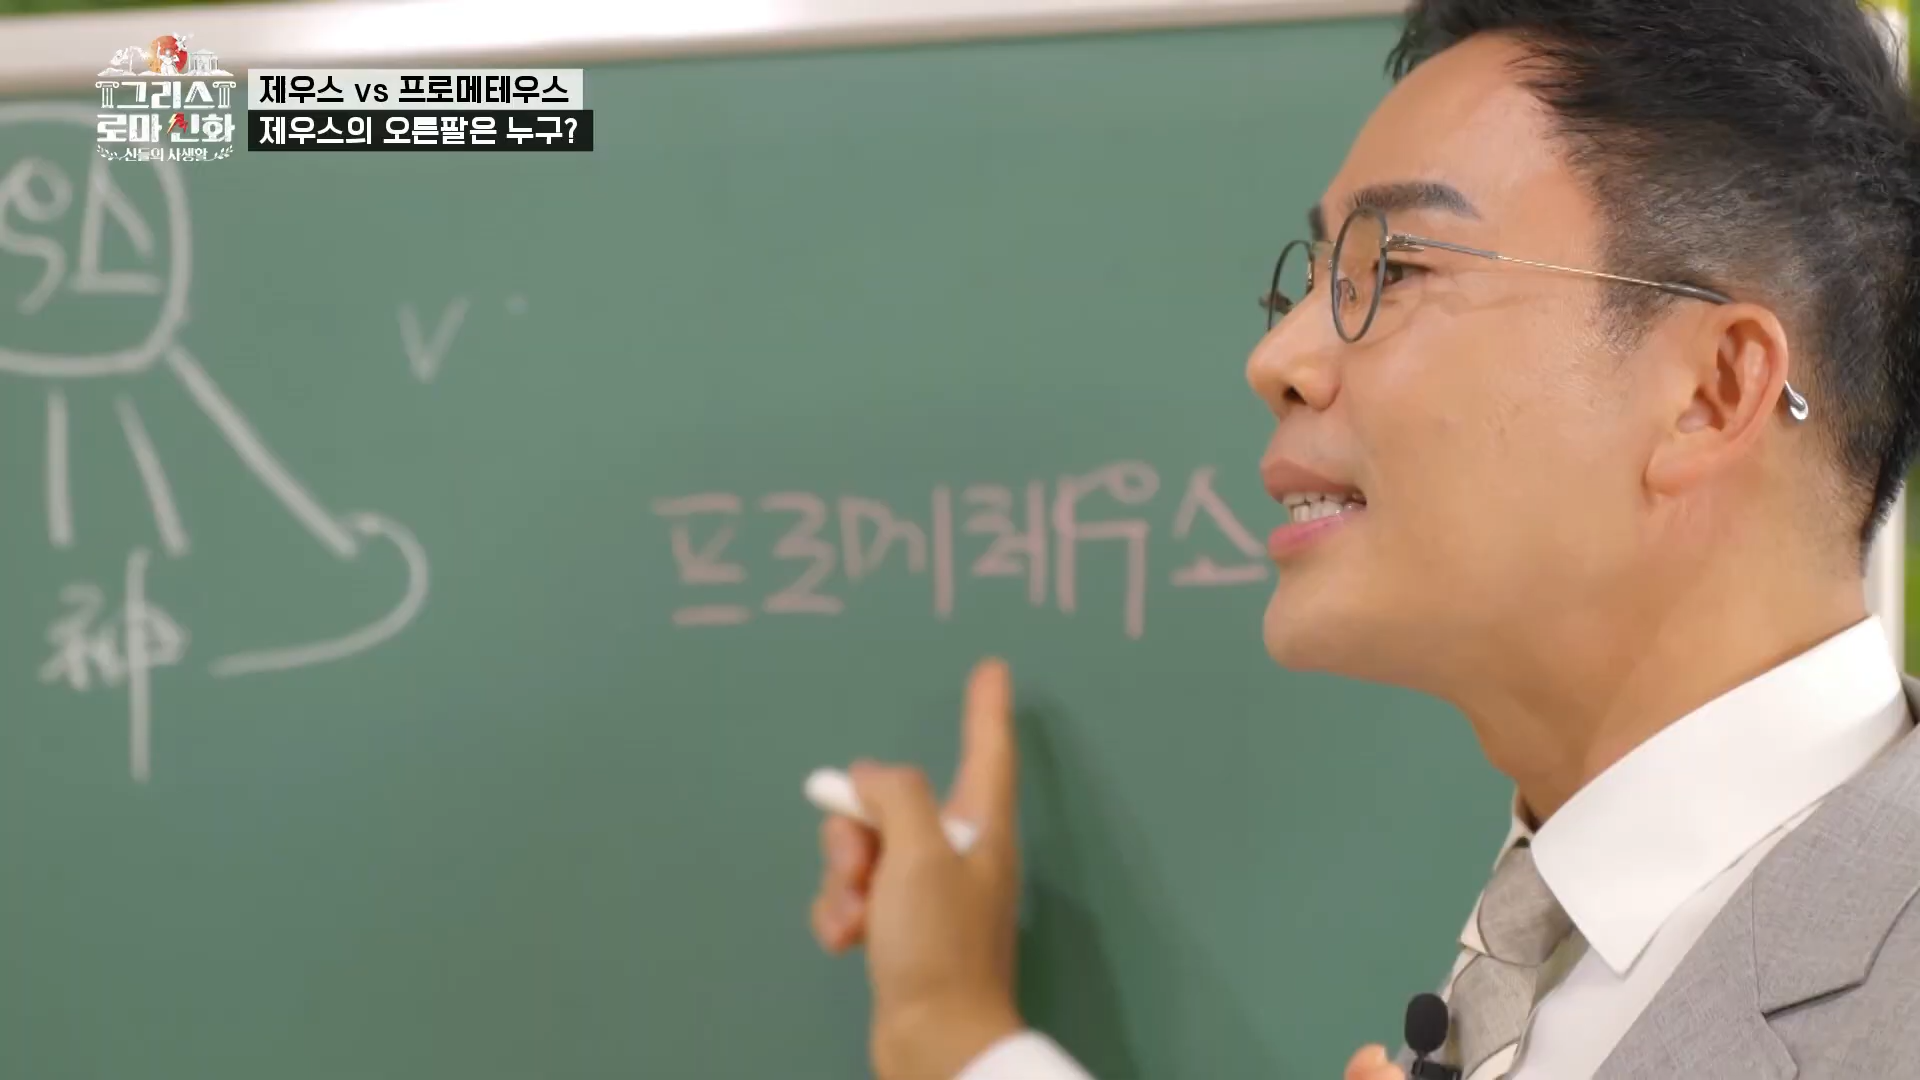 그리스
로마 신화
신들의 사생활
제우스 vs 프로메테우스
제우스의 오른팔은 누구?
V
프로메테우스
神